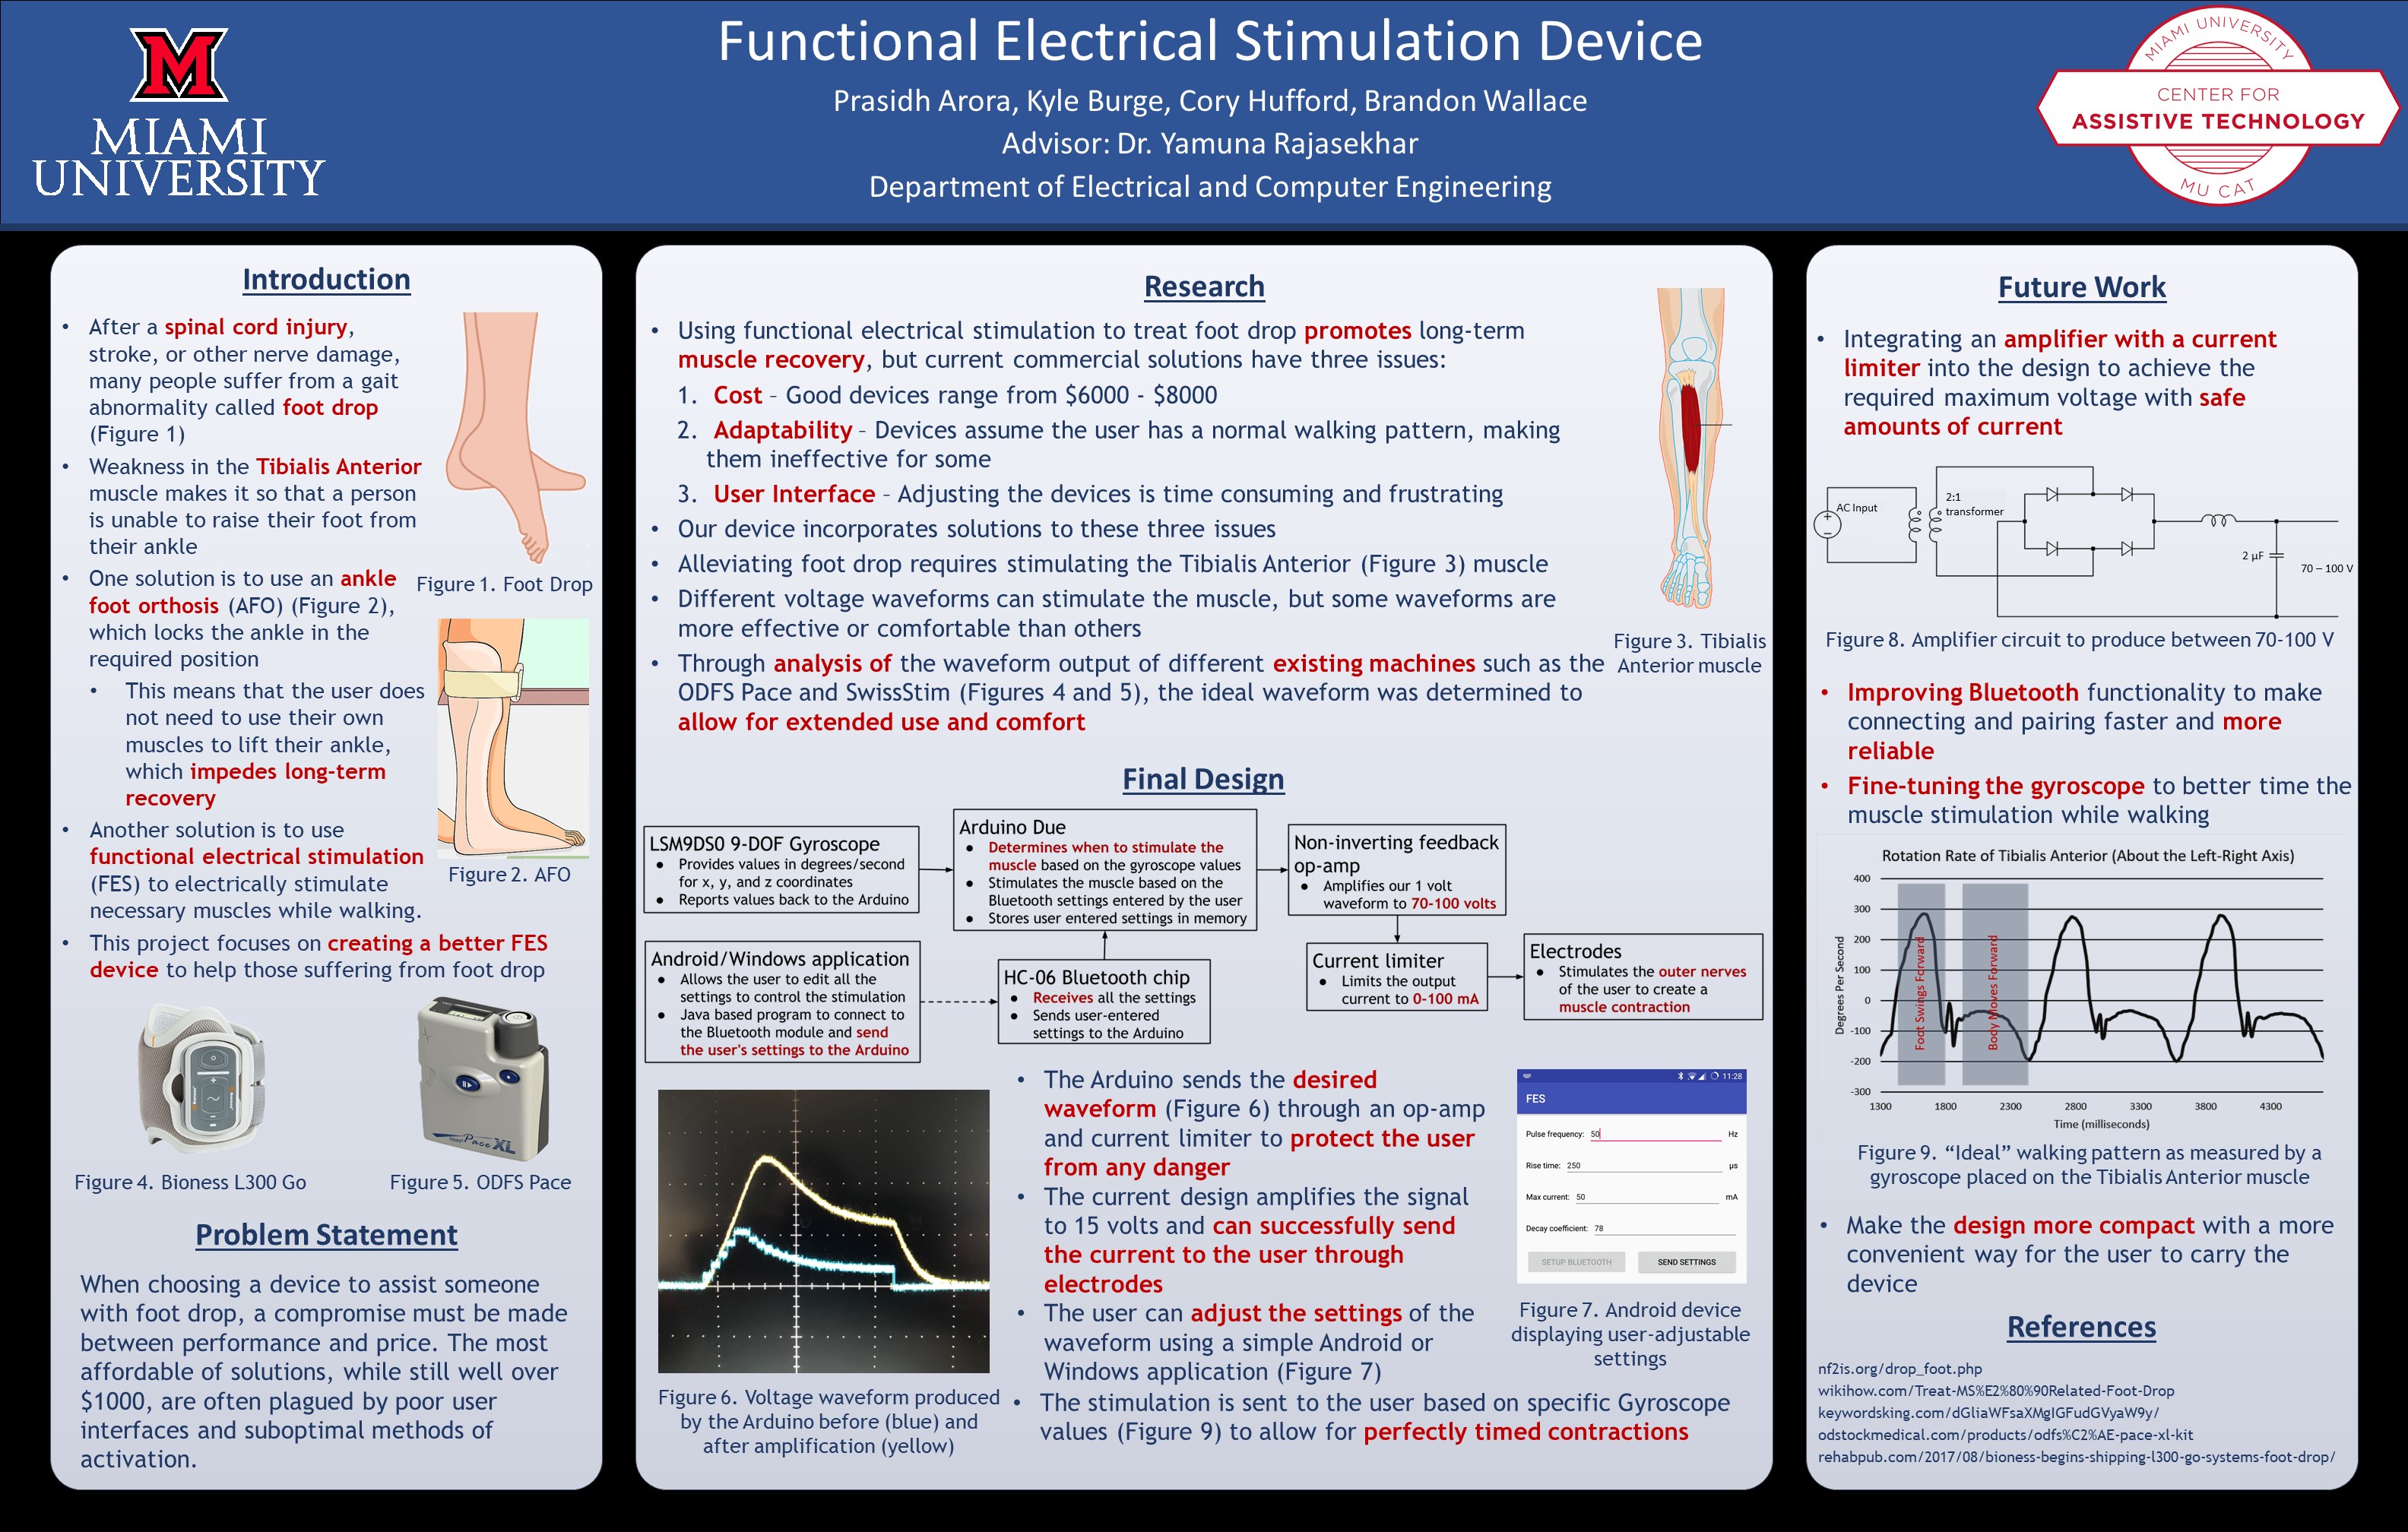 M
MIAMI
UNIVERSITY
Functional Electrical Stimulation Device
Prasidh Arora, Kyle Burge, Cory Hufford, Brandon Wallace
Advisor: Dr. Yamuna Rajasekhar
Department of Electrical and Computer Engineering
MIAMI UNIVERSITY
CENTER FOR
ASSISTIVE TECHNOLOGY
MU CAT
Introduction
• After a spinal cord injury,
stroke, or other nerve damage,
many people suffer from a gait
abnormality called foot drop
(Figure 1)
• Weakness in the Tibialis Anterior
muscle makes it so that a person
is unable to raise their foot from
their ankle
• One solution is to use an ankle
foot orthosis (AFO) (Figure 2),
which locks the ankle in the
required position
• This means that the user does
not need to use their own
muscles to lift their ankle,
which impedes long-term
recovery
• Another solution is to use
functional electrical stimulation
(FES) to electrically stimulate
necessary muscles while walking.
• This project focuses on creating a better FES
device to help those suffering from foot drop
Figure 1. Foot Drop
Figure 2. AFO
Pace XL
Figure 4. Bioness L300 Go
Figure 5. ODFS Pace
Problem Statement
When choosing a device to assist someone
with foot drop, a compromise must be made
between performance and price. The most
affordable of solutions, while still well over
$1000, are often plagued by poor user
interfaces and suboptimal methods of
activation.
Research
• Using functional electrical stimulation to treat foot drop promotes long-term
muscle recovery, but current commercial solutions have three issues:
1. Cost – Good devices range from $6000 - $8000
2. Adaptability – Devices assume the user has a normal walking pattern, making
them ineffective for some
3. User Interface – Adjusting the devices is time consuming and frustrating
• Our device incorporates solutions to these three issues
• Alleviating foot drop requires stimulating the Tibialis Anterior (Figure 3) muscle
• Different voltage waveforms can stimulate the muscle, but some waveforms are
more effective or comfortable than others
• Through analysis of the waveform output of different existing machines such as the
ODFS Pace and SwissStim (Figures 4 and 5), the ideal waveform was determined to
allow for extended use and comfort
Figure 3. Tibialis
Anterior muscle
Final Design
LSM9DS0 9-DOF Gyroscope
● Provides values in degrees/second
for x, y, and z coordinates
● Reports values back to the Arduino
Arduino Due
● Determines when to stimulate the
muscle based on the gyroscope values
● Stimulates the muscle based on the
Bluetooth settings entered by the user
● Stores user entered settings in memory
Non-inverting feedback
op-amp
● Amplifies our 1 volt
waveform to 70-100 volts
Android/Windows application
● Allows the user to edit all the
settings to control the stimulation
● Java based program to connect to
the Bluetooth module and send
the user's settings to the Arduino
HC-06 Bluetooth chip
● Receives all the settings
● Sends user-entered
settings to the Arduino
Current limiter
● Limits the output
current to 0-100 mA
Electrodes
● Stimulates the outer nerves
of the user to create a
muscle contraction
Figure 6. Voltage waveform produced
by the Arduino before (blue) and
after amplification (yellow)
• The Arduino sends the desired
waveform (Figure 6) through an op-amp
and current limiter to protect the user
from any danger
• The current design amplifies the signal
to 15 volts and can successfully send
the current to the user through
electrodes
• The user can adjust the settings of the
waveform using a simple Android or
Windows application (Figure 7)
• The stimulation is sent to the user based on specific Gyroscope
values (Figure 9) to allow for perfectly timed contractions
11:28
FES
Pulse frequency: 50 Hz
Rise time: 250 µs
Max current: 50 mA
Decay coefficient: 78
SETUP BLUETOOTH
SEND SETTINGS
Figure 7. Android device
displaying user-adjustable
settings
Future Work
• Integrating an amplifier with a current
limiter into the design to achieve the
required maximum voltage with safe
amounts of current
AC Input
2:1
transformer
2 µF
70 – 100 V
Figure 8. Amplifier circuit to produce between 70-100 V
• Improving Bluetooth functionality to make
connecting and pairing faster and more
reliable
• Fine-tuning the gyroscope to better time the
muscle stimulation while walking
Rotation Rate of Tibialis Anterior (About the Left-Right Axis)
Degrees Per Second
400
300
200
100
0
-100
-200
-300
Foot Swings Forward
Body Moves Forward
1300 1800 2300 2800 3300 3800 4300
Time (milliseconds)
Figure 9. “Ideal” walking pattern as measured by a
gyroscope placed on the Tibialis Anterior muscle
• Make the design more compact with a more
convenient way for the user to carry the
device
References
nf2is.org/drop_foot.php
wikihow.com/Treat-MS%E2%80%90Related-Foot-Drop
keywordsking.com/dGliaWFsaXMgIGFudGVyaW9y/
odstockmedical.com/products/odfs%C2%AE-pace-xl-kit
rehabpub.com/2017/08/bioness-begins-shipping-l300-go-systems-foot-drop/